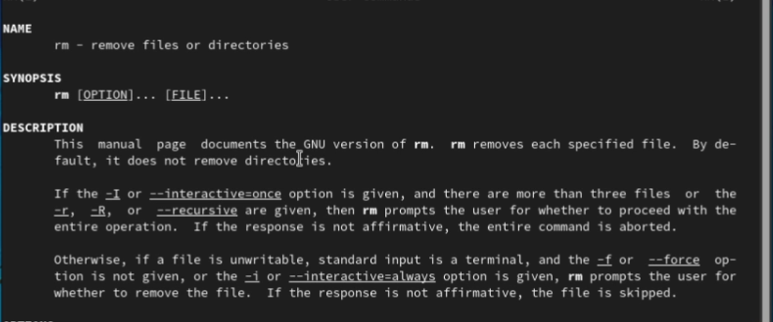 NAME
rm - remove files or directories
SYNOPSIS
rm [OPTION]... [FILE]...
DESCRIPTION
This manual page documents the GNU version of rm. rm removes each specified file. By de-
fault, it does not remove directories.
If the -I or --interactive=once option is given, and there are more than three files or the
-r, -R, or --recursive are given, then rm prompts the user for whether to proceed with the
entire operation. If the response is not affirmative, the entire command is aborted.
Otherwise, if a file is unwritable, standard input is a terminal, and the -f or --force op-
tion is not given, or the -i or --interactive=always option is given, rm prompts the user for
whether to remove the file. If the response is not affirmative, the file is skipped.